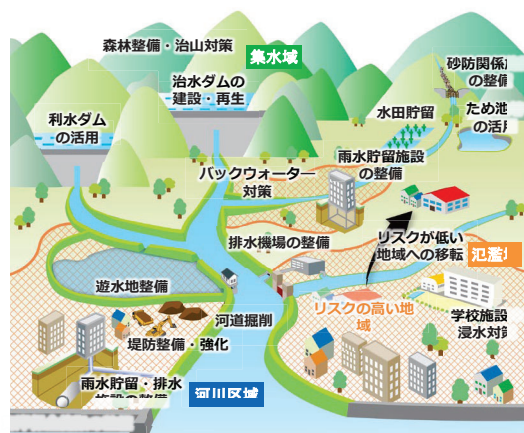 森林整備・治山対策
集水域
治水ダムの
建設・再生
利水ダム
の活用
砂防関係
の整備
水田貯留
ため池
の活
雨水貯留施設
の整備
バックウォーター
対策
排水機場の整備
リスクが低い
地域への移転
氾濫
遊水地整備
リスクの高い地
域
河道掘削
学校施設
浸水対
堤防整備・強化
雨水貯留・排水
施設の整備
河川区域